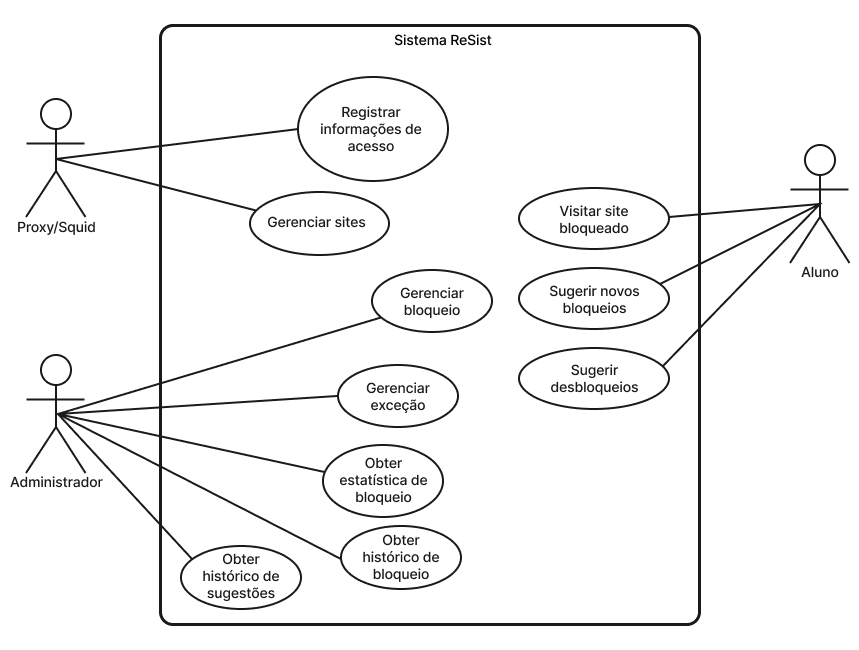 Sistema ReSist
Registrar
informações de
acesso
Proxy/Squid
Gerenciar sites
Visitar site
bloqueado
Aluno
Gerenciar
bloqueio
Sugerir novos
bloqueios
Sugerir
desbloqueios
Gerenciar
exceção
Administrador
Obter
estatística de
bloqueio
Obter
histórico de
bloqueio
Obter
histórico de
sugestões